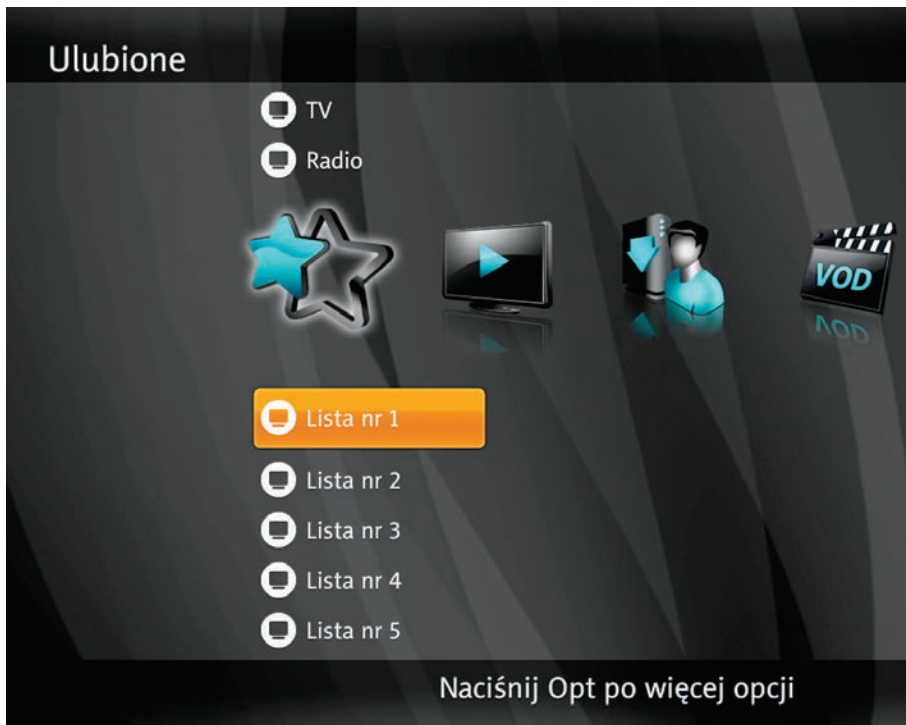 Ulubione
TV
Radio
VOD
Lista nr 1
Lista nr 2
Lista nr 3
Lista nr 4
Lista nr 5
Naciśnij Opt po więcej opcji